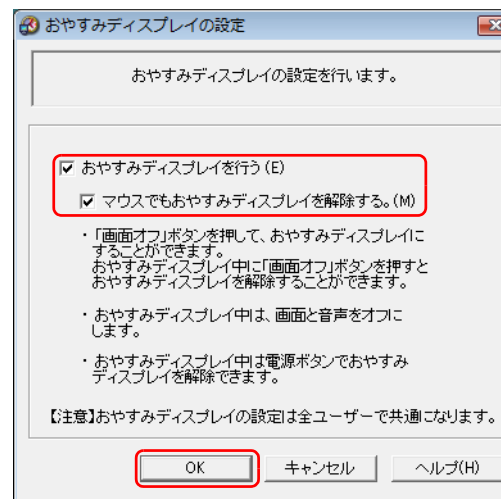 おやすみディスプレイの設定
おやすみディスプレイの設定を行います。
おやすみディスプレイを行う(E)
マウスでもおやすみディスプレイを解除する。(M)
・「画面オフ」ボタンを押して、おやすみディスプレイに
することができます。
おやすみディスプレイ中に「画面オフ」ボタンを押すと
おやすみディスプレイを解除することができます。
・おやすみディスプレイ中は、画面と音声をオフに
します。
・おやすみディスプレイ中は電源ボタンでおやすみ
ディスプレイを解除できます。
【注意】おやすみディスプレイの設定は全ユーザーで共通になります。
OK キャンセル ヘルプ(H)